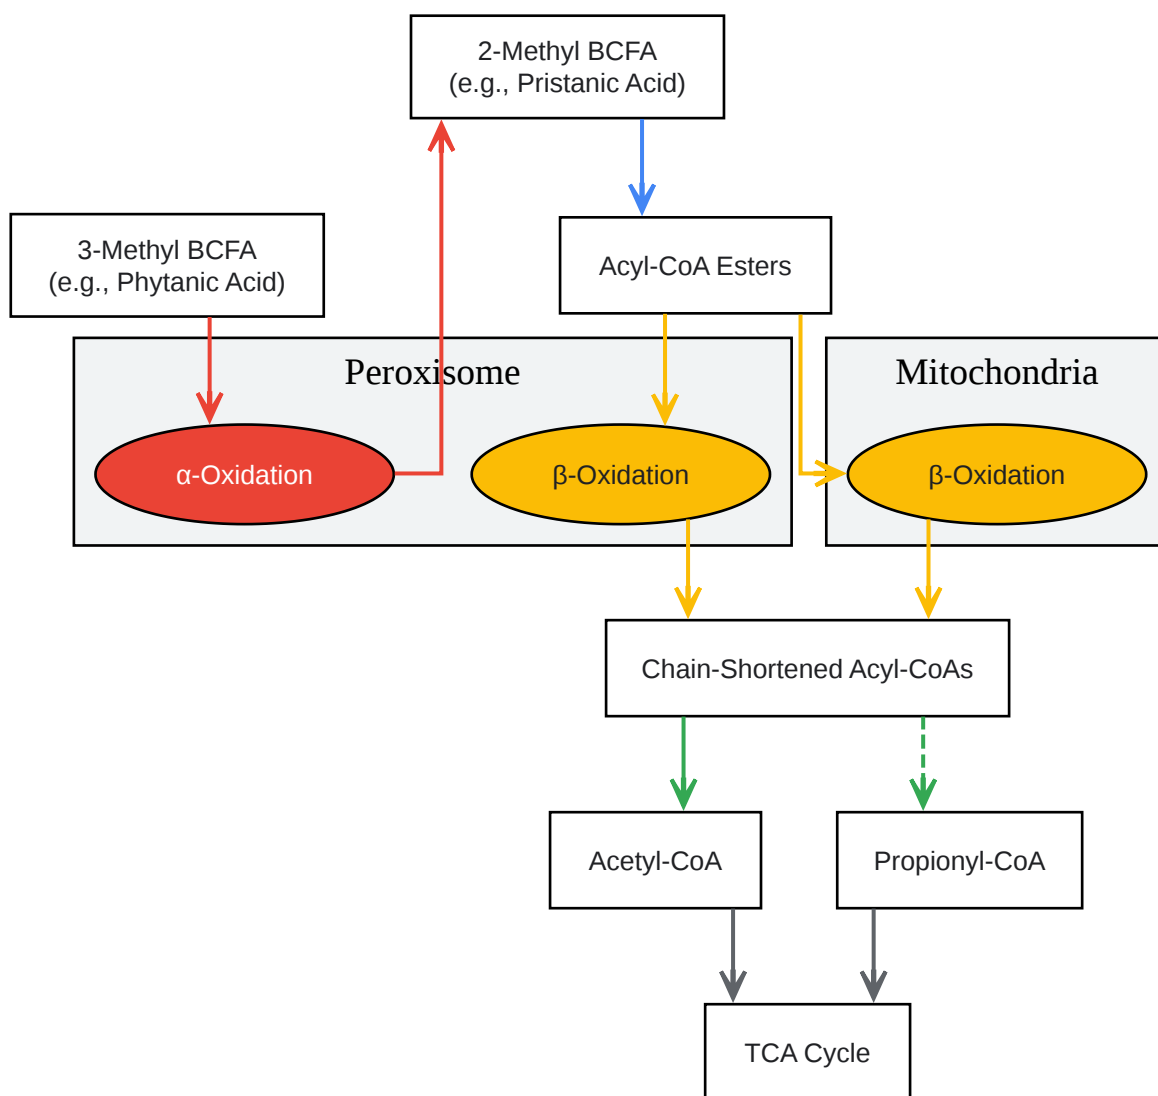 2-Methyl BCFA
(e.g., Pristanic Acid)
3-Methyl BCFA
(e.g., Phytanic Acid)
Acyl-CoA Esters
Peroxisome
Mitochondria
α-Oxidation
β-Oxidation
β-Oxidation
Chain-Shortened Acyl-CoAs
Acetyl-CoA
Propionyl-CoA
TCA Cycle